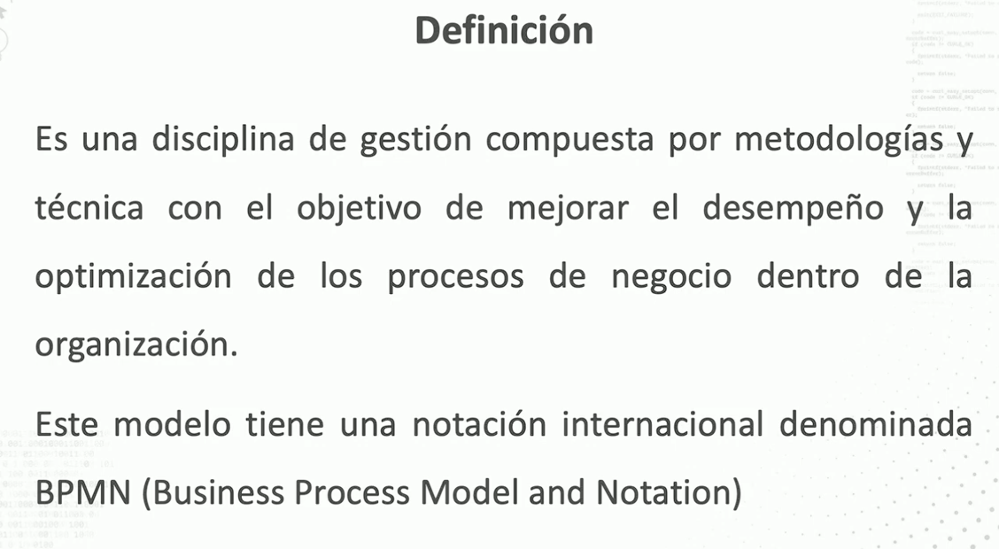 Definición
Es una disciplina de gestión compuesta por metodologías y
técnica con el objetivo de mejorar el desempeño y la
optimización de los procesos de negocio dentro de la
organización.
Este modelo tiene una notación internacional denominada
BPMN (Business Process Model and Notation)